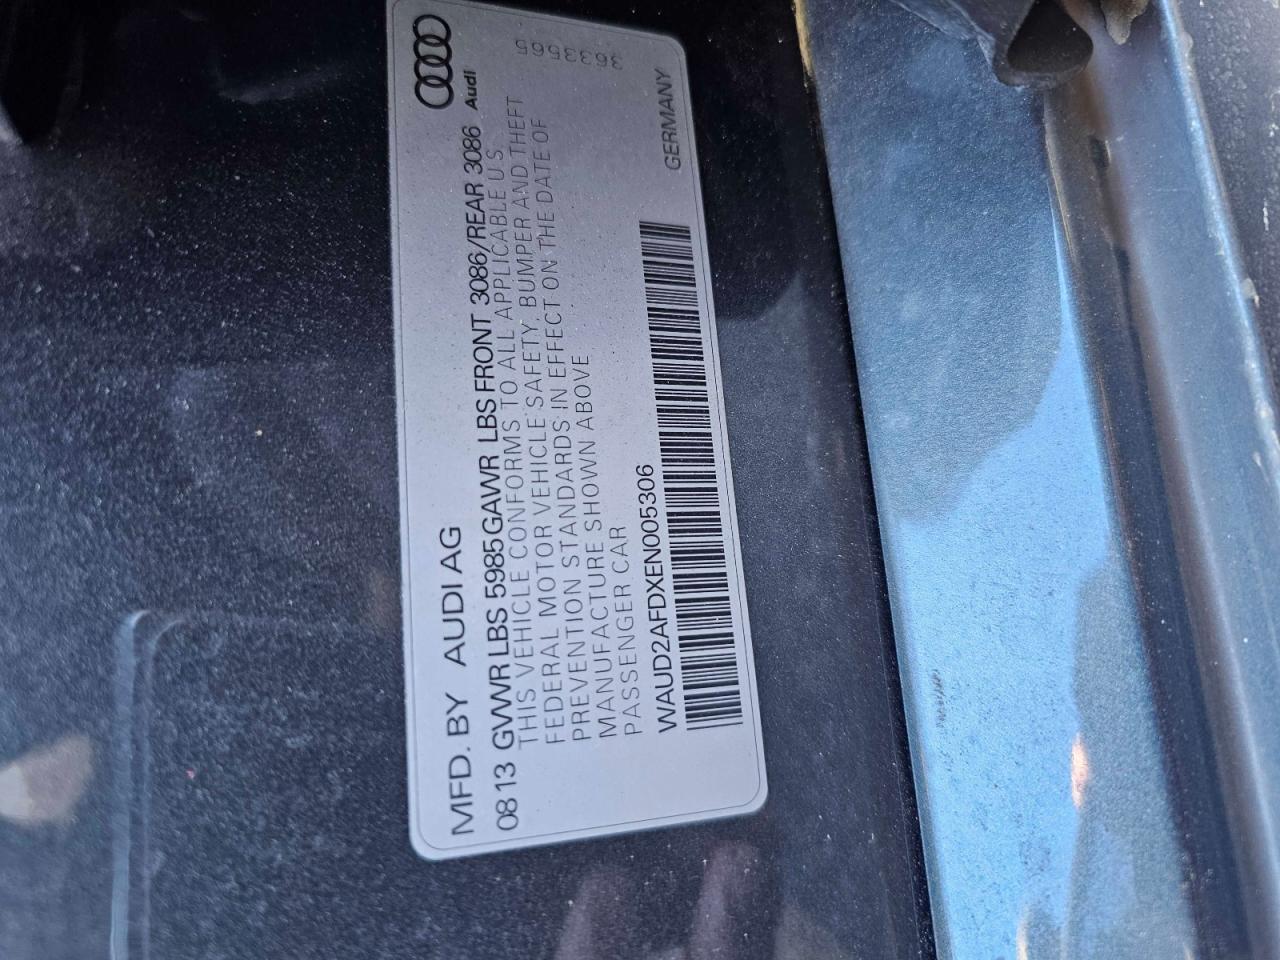 MFD. BY AUDI AG
Audi
08 13 GVWR LBS 5985 GAWR LBS FRONT 3086/REAR 3086
THIS VEHICLE CONFORMS TO ALL APPLICABLE U S
FEDERAL MOTOR VEHICLE SAFETY, BUMPER AND THEFT
PREVENTION STANDARDS IN EFFECT ON THE DATE OF
MANUFACTURE SHOWN ABOVE
PASSENGER CAR
WAUD2AFDXEN005306
GERMANY
3633565